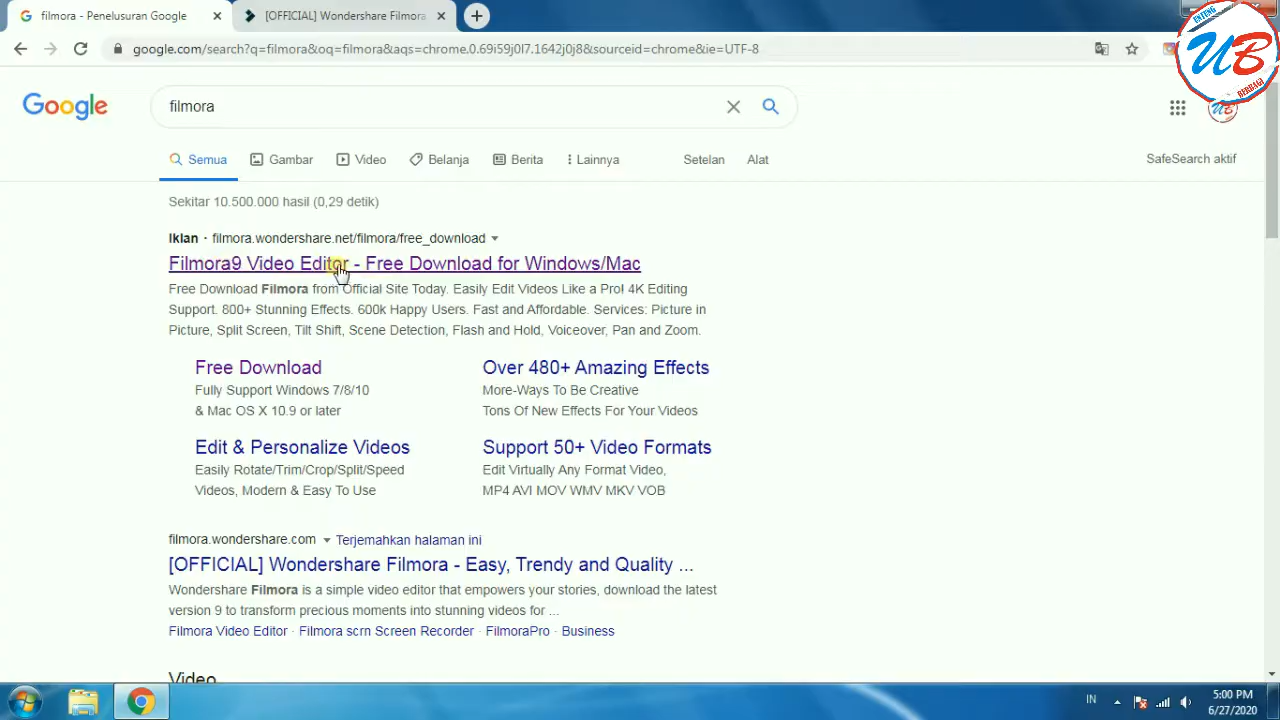 filmora - Penelusuran Google
[OFFICIAL] Wondershare Filmora
google.com/search?q=filmora&oq=filmora&aqs=chrome.0.69i59j0l7.1642j0j8&sourceid=chrome&ie=UTF-8
ENTENG
UB
BERBAGI
Google
filmora
UB
Semua Gambar Video Belanja Berita Lainnya Setelan Alat SafeSearch aktif
Sekitar 10.500.000 hasil (0,29 detik)
Iklan · filmora.wondershare.net/filmora/free_download
Filmora9 Video Editor - Free Download for Windows/Mac
Free Download Filmora from Official Site Today. Easily Edit Videos Like a Pro! 4K Editing
Support. 800+ Stunning Effects. 600k Happy Users. Fast and Affordable. Services: Picture in
Picture, Split Screen, Tilt Shift, Scene Detection, Flash and Hold, Voiceover, Pan and Zoom.
Free Download
Fully Support Windows 7/8/10
& Mac OS X 10.9 or later
Over 480+ Amazing Effects
More-Ways To Be Creative
Tons Of New Effects For Your Videos
Edit & Personalize Videos
Easily Rotate/Trim/Crop/Split/Speed
Videos, Modern & Easy To Use
Support 50+ Video Formats
Edit Virtually Any Format Video,
MP4 AVI MOV WMV MKV VOB
filmora.wondershare.com Terjemahkan halaman ini
[OFFICIAL] Wondershare Filmora - Easy, Trendy and Quality ...
Wondershare Filmora is a simple video editor that empowers your stories, download the latest
version 9 to transform precious moments into stunning videos for ...
Filmora Video Editor · Filmora scrn Screen Recorder · FilmoraPro · Business
Video
IN
5:00 PM
6/27/2020